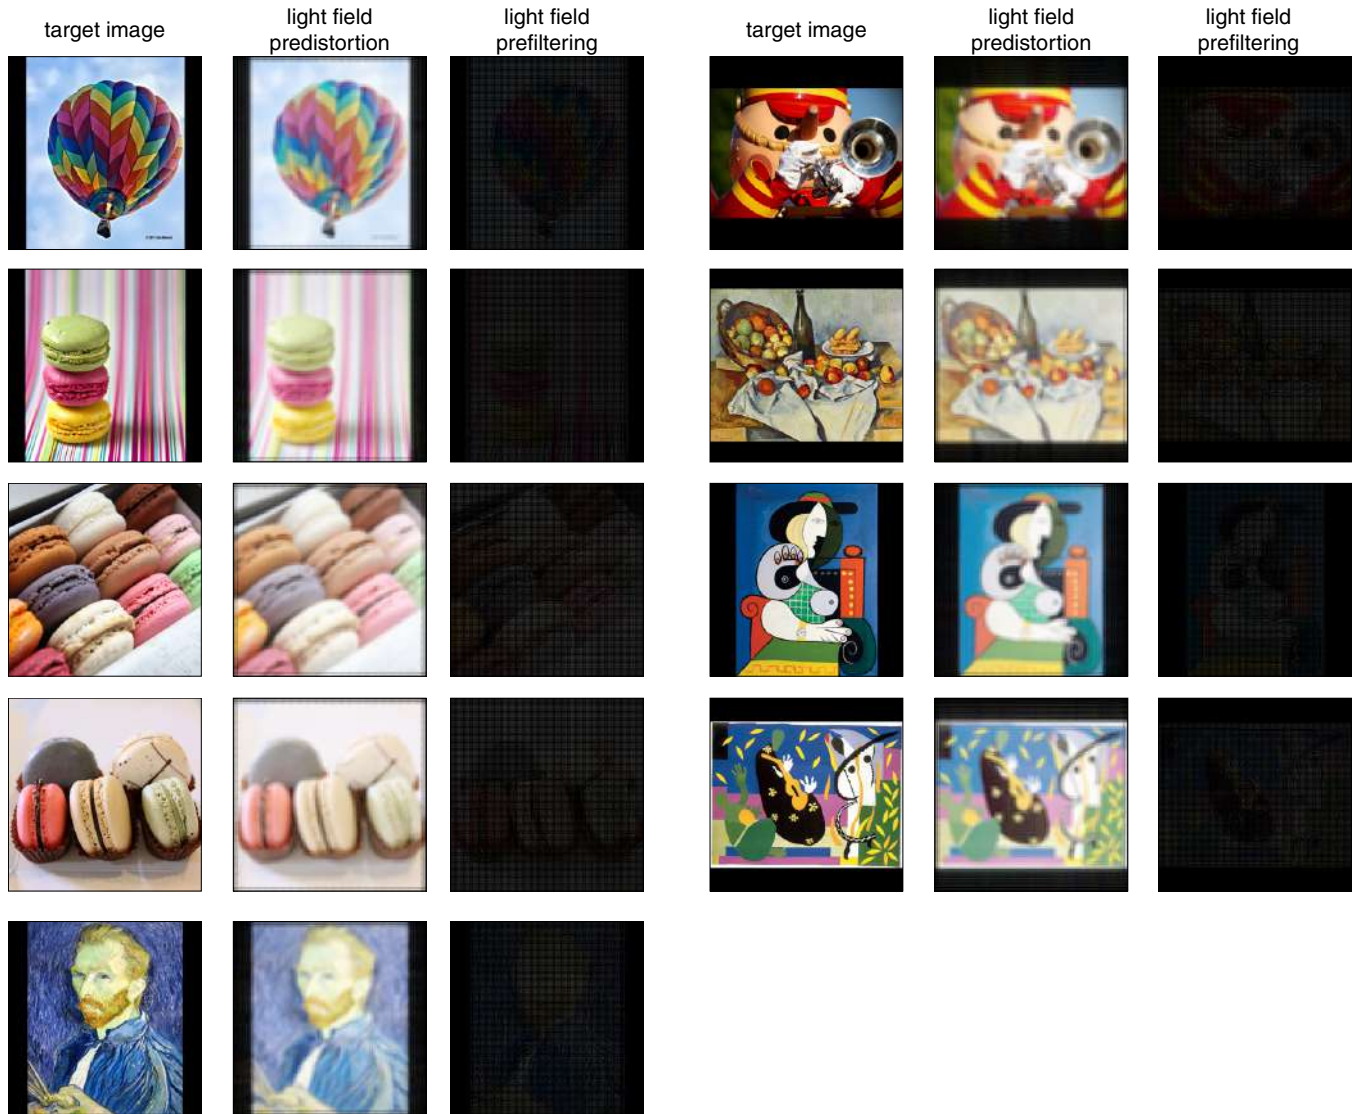 target image
light field
predistortion
light field
prefiltering
target image
light field
predistortion
light field
prefiltering